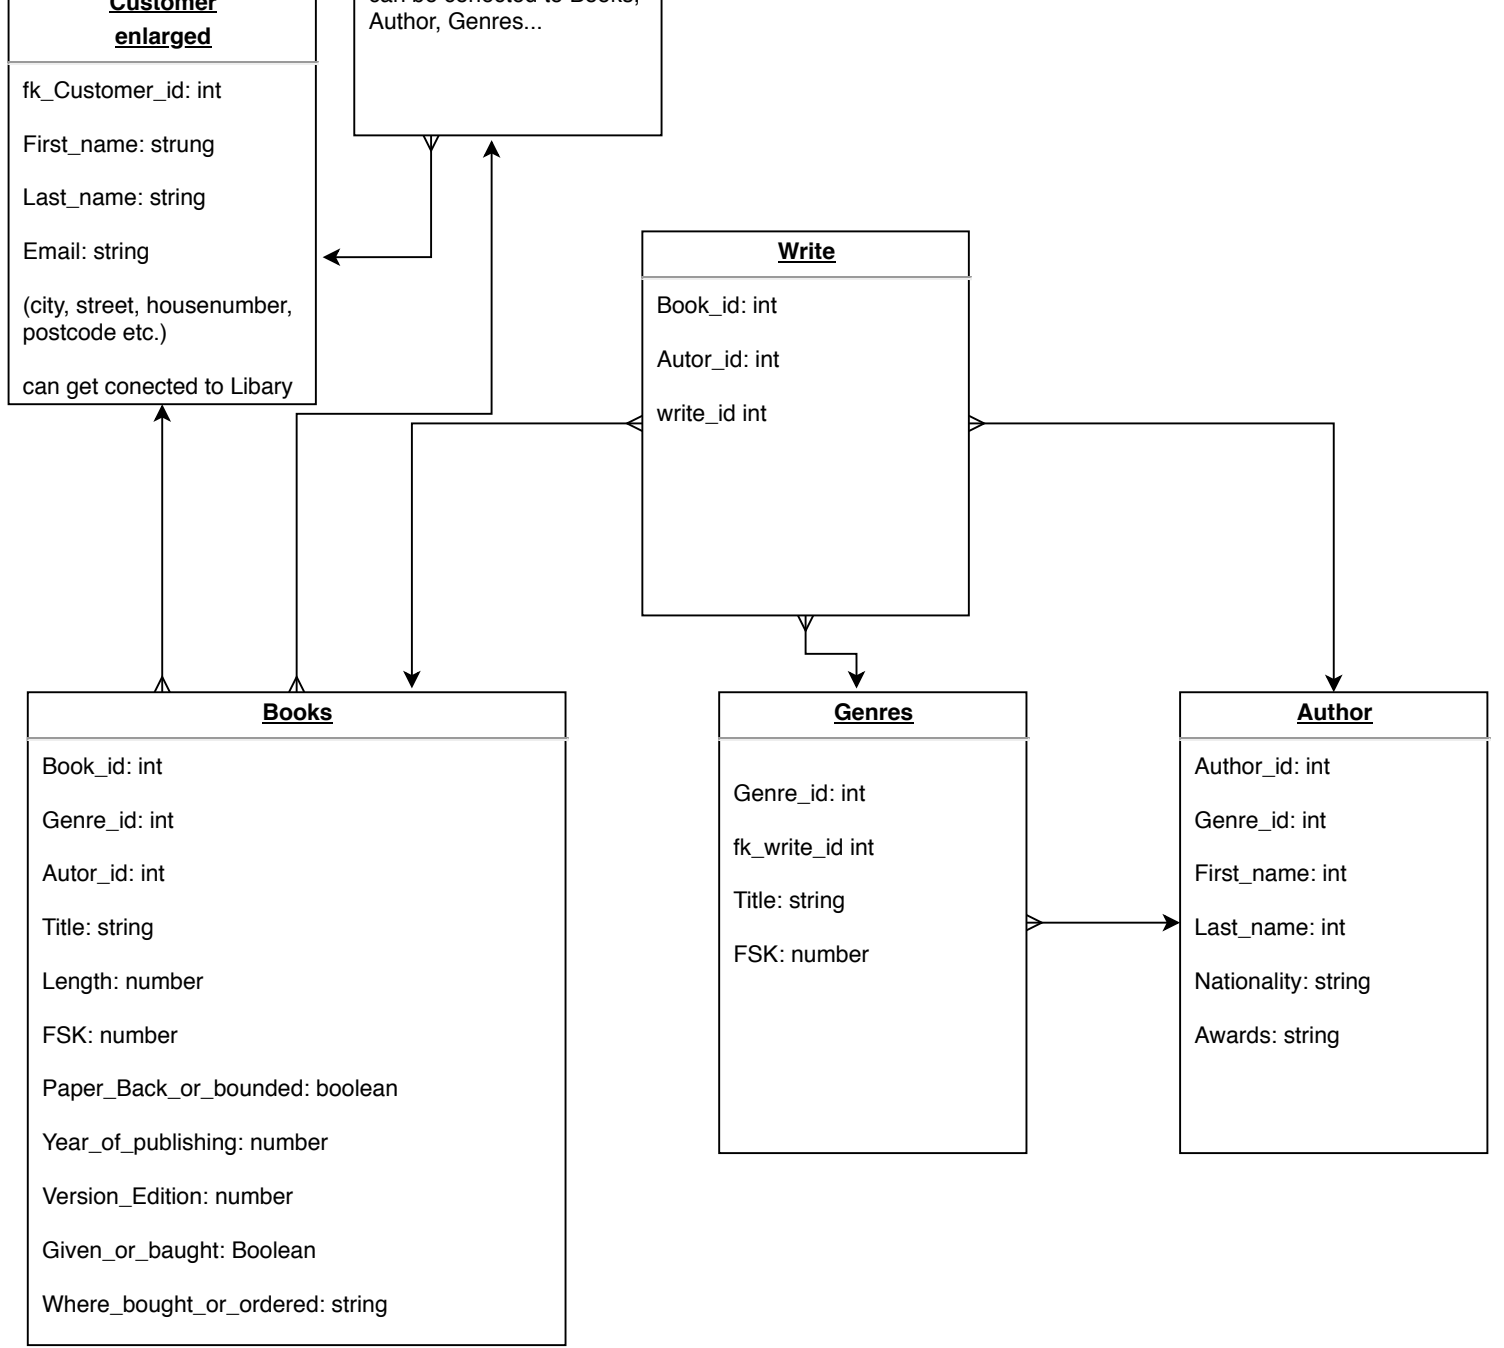 Customer
enlarged
fk_Customer_id: int
First_name: strung
Last_name: string
Email: string
(city, street, housenumber,
postcode etc.)
can get conected to Libary
can be conected to Books,
Author, Genres...
Write
Book_id: int
Autor_id: int
write_id int
Books
Book_id: int
Genre_id: int
Autor_id: int
Title: string
Length: number
FSK: number
Paper_Back_or_bounded: boolean
Year_of_publishing: number
Version_Edition: number
Given_or_baught: Boolean
Where_bought_or_ordered: string
Genres
Genre_id: int
fk_write_id int
Title: string
FSK: number
Author
Author_id: int
Genre_id: int
First_name: int
Last_name: int
Nationality: string
Awards: string